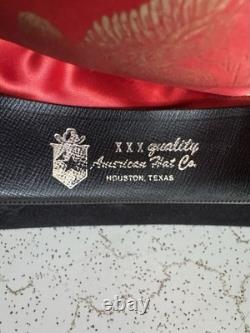 XXX quality
American Hat Co.
HOUSTON, TEXAS